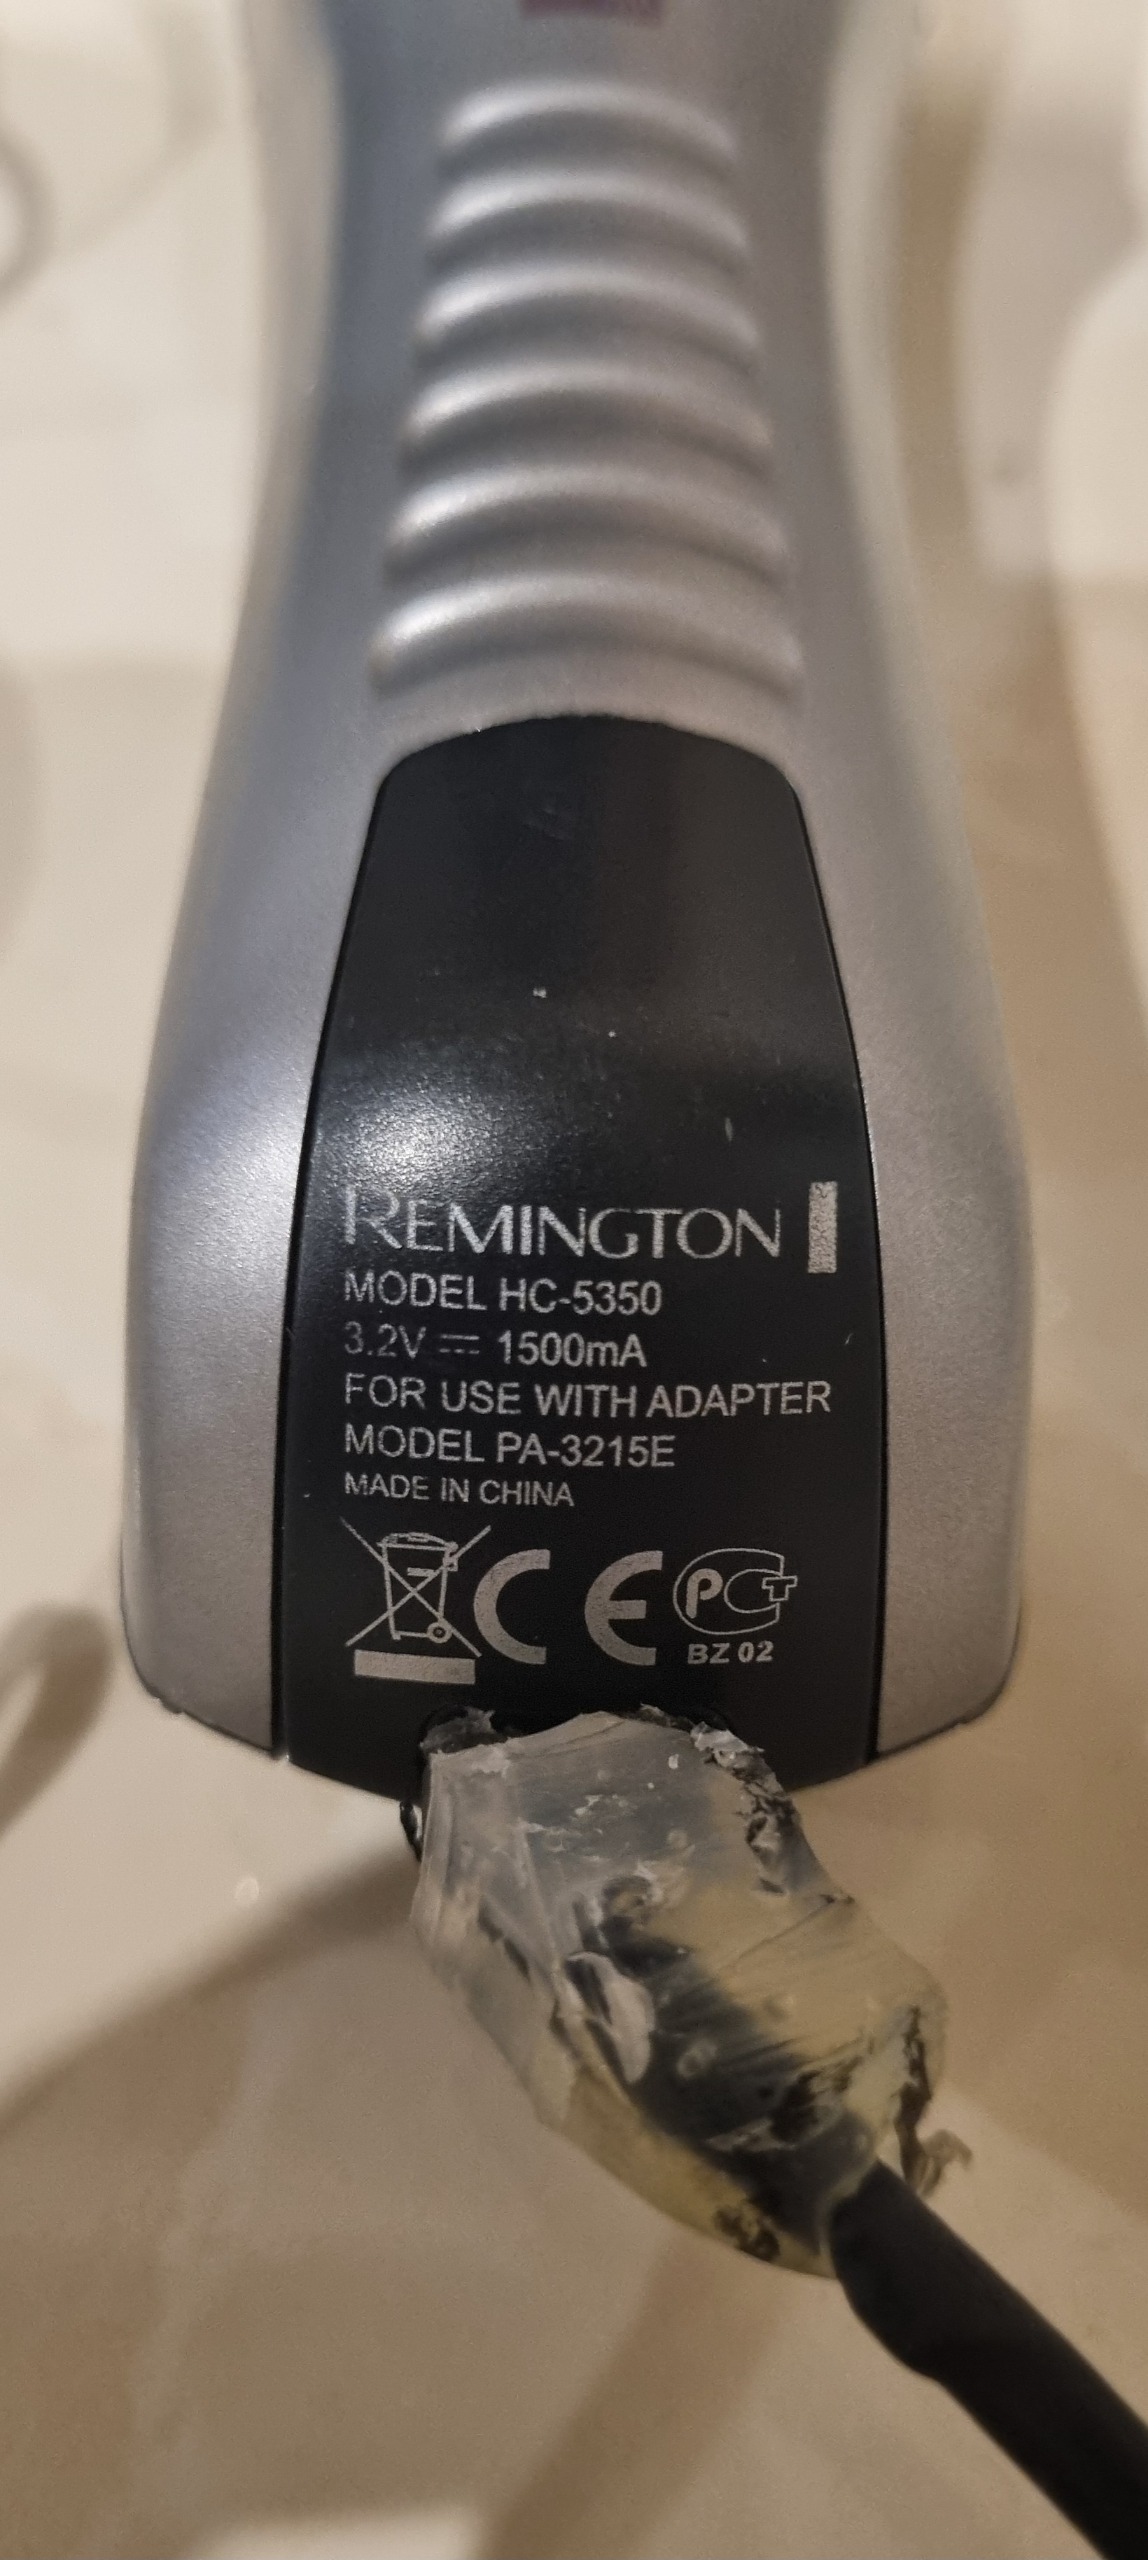 REMINGTON
MODEL HC-5350
3.2V ⎓ 1500mA
FOR USE WITH ADAPTER
MODEL PA-3215E
MADE IN CHINA
CE PCT
BZ 02